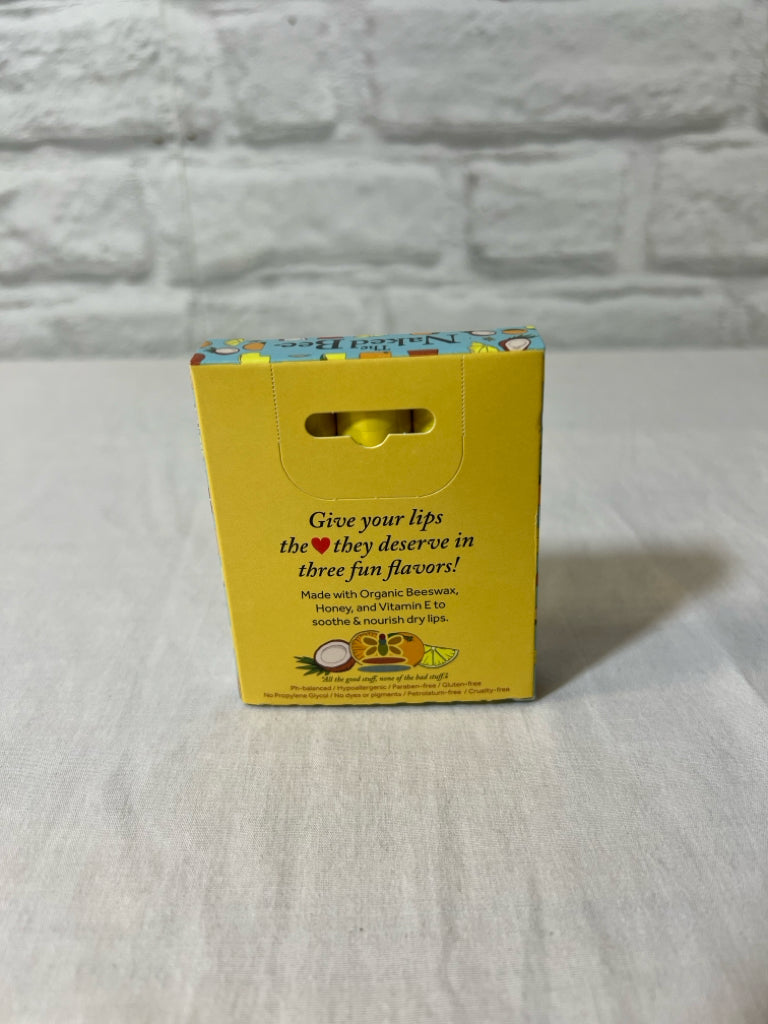 The
Naked Bee
Give your lips
the♥they deserve in
three fun flavors!
Made with Organic Beeswax,
Honey, and Vitamin E to
soothe & nourish dry lips.
"All the good stuff, none of the bad stuff.§
Ph-balanced / Hypoallergenic / Paraben-free / Gluten-free
No Propylene Glycol / No dyes or pigments / Petrolatum-free / Cruelty-free